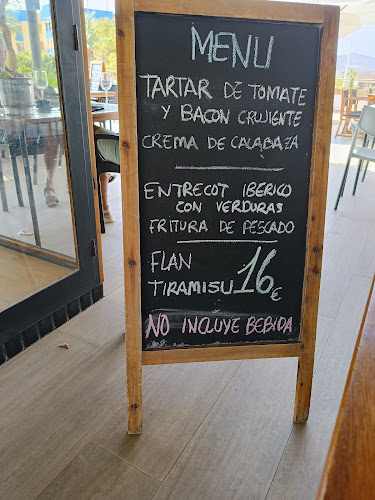 MENU
TARTAR DE TOMATE
Y BACON CRUJIENTE
CREMA DE CALABAZA
ENTRECOT IBERICO
CON VERDURAS
FRITURA DE PESCADO
FLAN
TIRAMISU 16€
NO INCLUYE BEBIDA